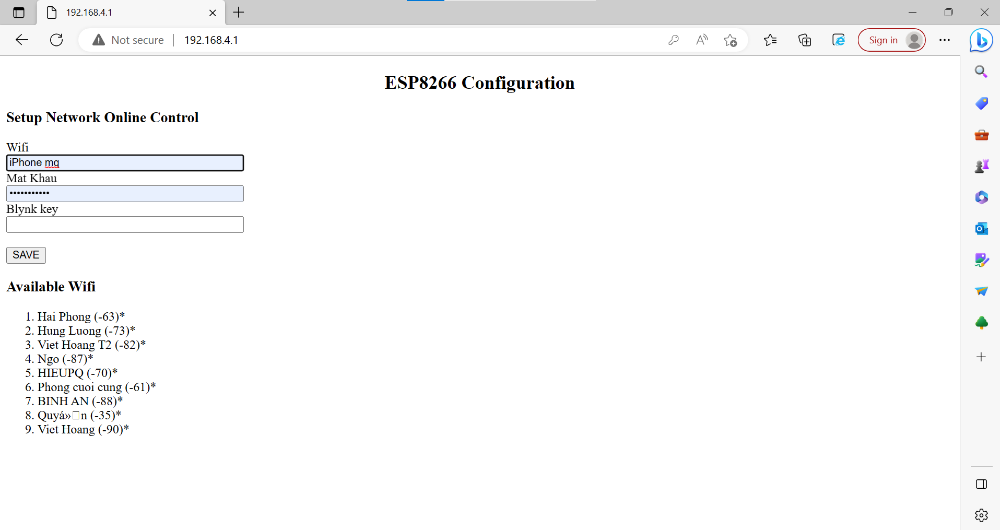 192.168.4.1
Not secure 192.168.4.1 Sign in
ESP8266 Configuration
Setup Network Online Control
Wifi
iPhone mq
Mat Khau
•••••••••••
Blynk key
SAVE
Available Wifi
1. Hai Phong (-63)*
2. Hung Luong (-73)*
3. Viet Hoang T2 (-82)*
4. Ngo (-87)*
5. HIEUPQ (-70)*
6. Phong cuoi cung (-61)*
7. BINH AN (-88)*
8. Quyá»□n (-35)*
9. Viet Hoang (-90)*